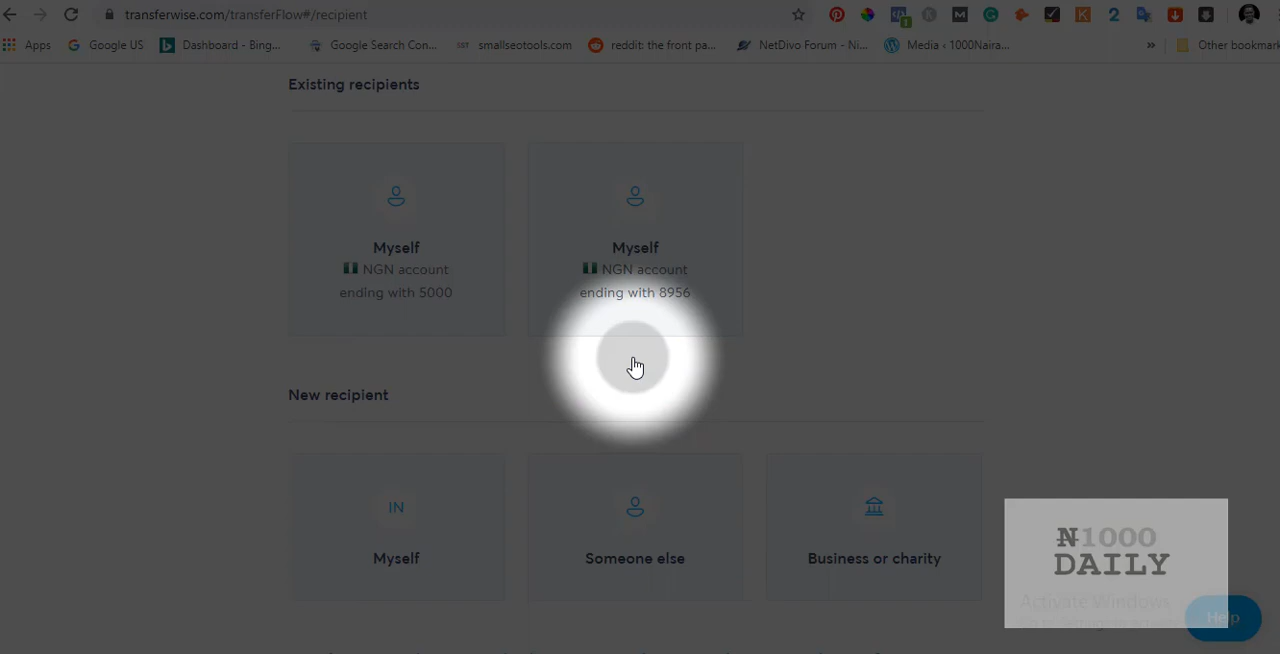 transferwise.com/transferFlow#/recipient
Apps Google US Dashboard - Bing... Google Search Con... smallseotools.com reddit: the front pa... NetDivo Forum - Ni... Media ‹ 1000Naira... » Other bookmark
Existing recipients
Myself
NGN account
ending with 5000
Myself
NGN account
ending with 8956
New recipient
IN
Myself
Someone else
Business or charity
₦1000
DAILY
Activate Windows
Help